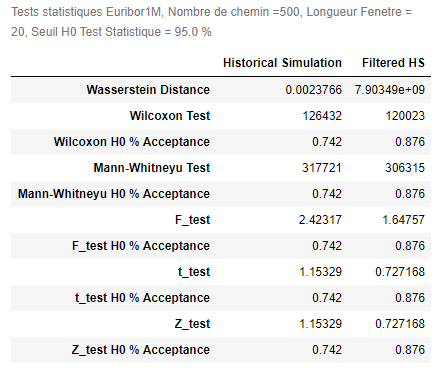 Tests statistiques Euribor1M, Nombre de chemin =500, Longueur Fenetre =
20, Seuil H0 Test Statistique = 95.0 %
Historical Simulation Filtered HS
Wasserstein Distance 0.0023766 7.90349e+09
Wilcoxon Test 126432 120023
Wilcoxon H0 % Acceptance 0.742 0.876
Mann-Whitneyu Test 317721 306315
Mann-Whitneyu H0 % Acceptance 0.742 0.876
F_test 2.42317 1.64757
F_test H0 % Acceptance 0.742 0.876
t_test 1.15329 0.727168
t_test H0 % Acceptance 0.742 0.876
Z_test 1.15329 0.727168
Z_test H0 % Acceptance 0.742 0.876